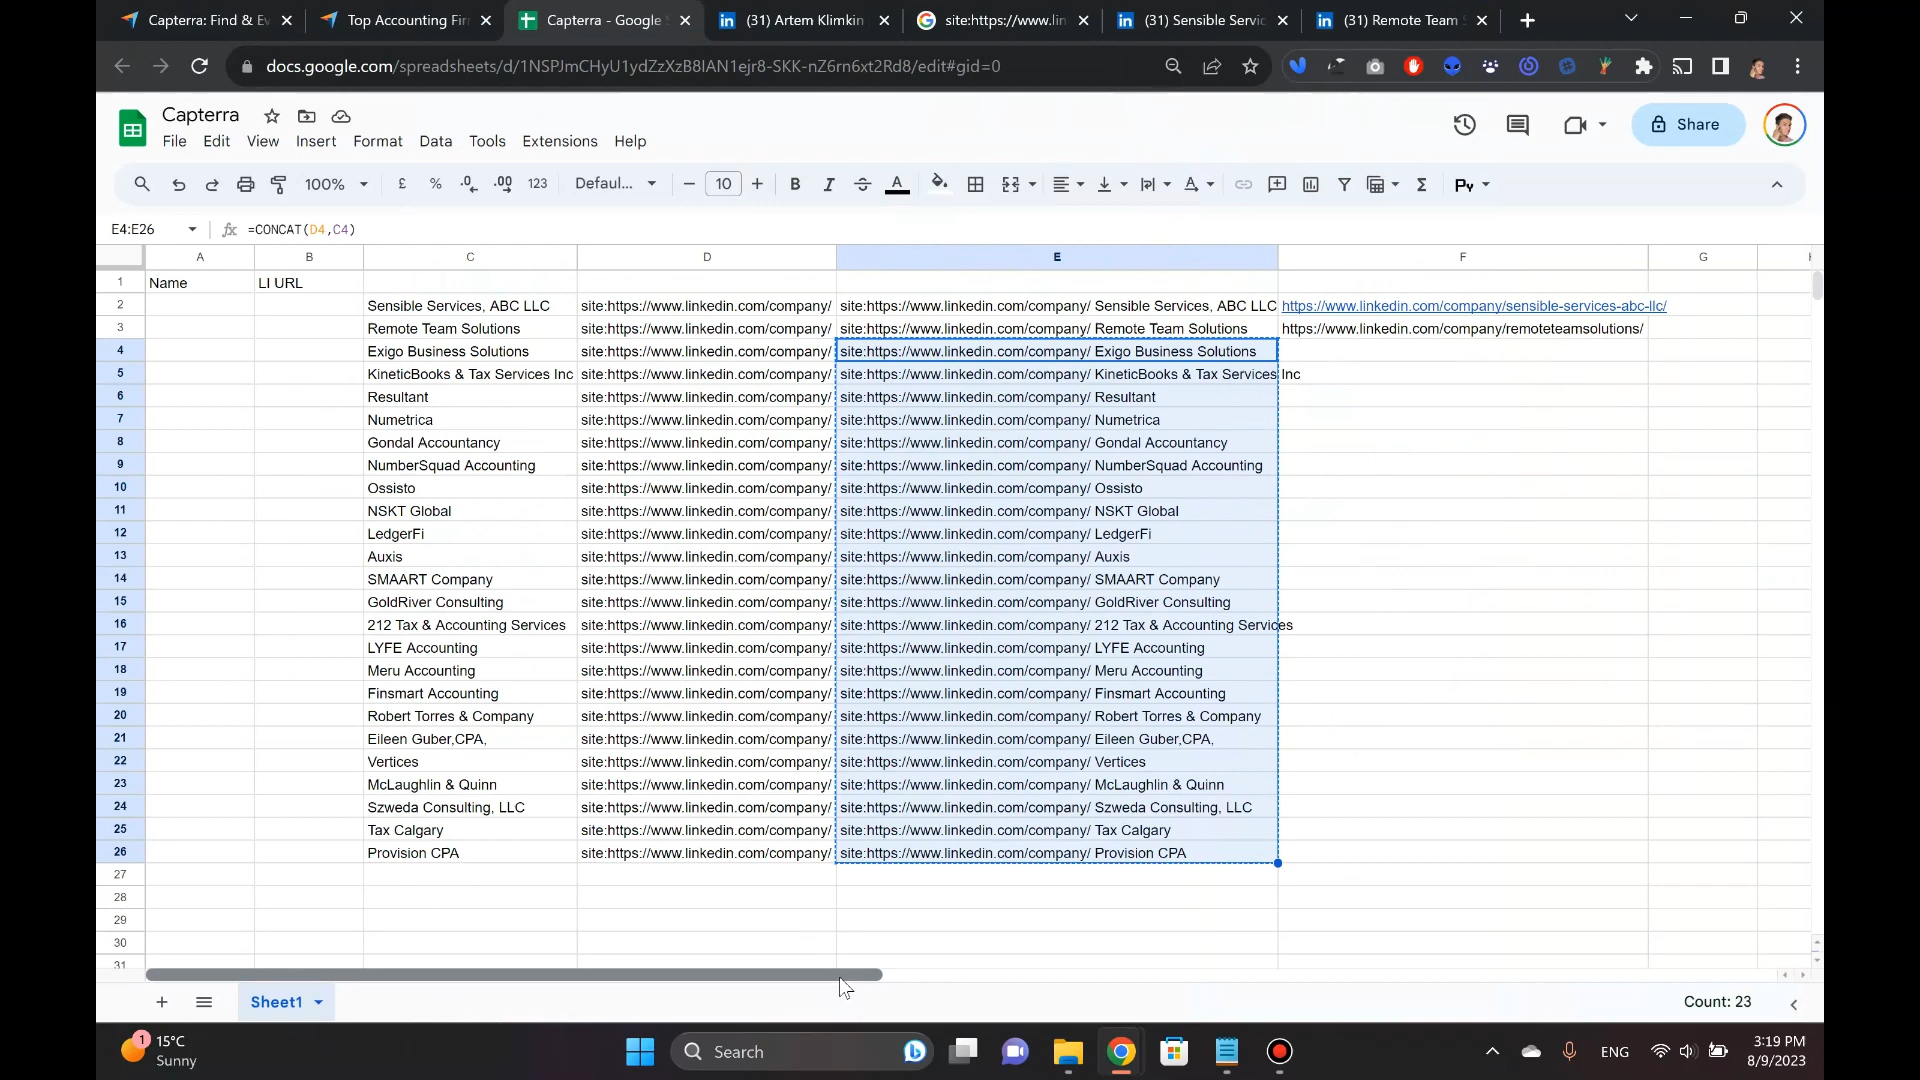 Capterra: Find & Ev
Top Accounting Fir
Capterra - Google S
(31) Artem Klimkin
site:https://www.lin
(31) Sensible Servic
(31) Remote Team S
docs.google.com/spreadsheets/d/1NSPJmCHyU1ydZzXzB8IAN1ejr8-SKK-nZ6rn6xt2Rd8/edit#gid=0
Capterra
File Edit View Insert Format Data Tools Extensions Help
Share
100% £ % .0 .00 123 Defaul... 10 B I A Σ Py
E4:E26 fx =CONCAT(D4,C4)
A B C D E F G
1 Name LI URL
2 Sensible Services, ABC LLC site:https://www.linkedin.com/company/ site:https://www.linkedin.com/company/ Sensible Services, ABC LLC https://www.linkedin.com/company/sensible-services-abc-llc/
3 Remote Team Solutions site:https://www.linkedin.com/company/ site:https://www.linkedin.com/company/ Remote Team Solutions https://www.linkedin.com/company/remoteteamsolutions/
4 Exigo Business Solutions site:https://www.linkedin.com/company/ site:https://www.linkedin.com/company/ Exigo Business Solutions
5 KineticBooks & Tax Services Inc site:https://www.linkedin.com/company/ site:https://www.linkedin.com/company/ KineticBooks & Tax Services Inc
6 Resultant site:https://www.linkedin.com/company/ site:https://www.linkedin.com/company/ Resultant
7 Numetrica site:https://www.linkedin.com/company/ site:https://www.linkedin.com/company/ Numetrica
8 Gondal Accountancy site:https://www.linkedin.com/company/ site:https://www.linkedin.com/company/ Gondal Accountancy
9 NumberSquad Accounting site:https://www.linkedin.com/company/ site:https://www.linkedin.com/company/ NumberSquad Accounting
10 Ossisto site:https://www.linkedin.com/company/ site:https://www.linkedin.com/company/ Ossisto
11 NSKT Global site:https://www.linkedin.com/company/ site:https://www.linkedin.com/company/ NSKT Global
12 LedgerFi site:https://www.linkedin.com/company/ site:https://www.linkedin.com/company/ LedgerFi
13 Auxis site:https://www.linkedin.com/company/ site:https://www.linkedin.com/company/ Auxis
14 SMAART Company site:https://www.linkedin.com/company/ site:https://www.linkedin.com/company/ SMAART Company
15 GoldRiver Consulting site:https://www.linkedin.com/company/ site:https://www.linkedin.com/company/ GoldRiver Consulting
16 212 Tax & Accounting Services site:https://www.linkedin.com/company/ site:https://www.linkedin.com/company/ 212 Tax & Accounting Services
17 LYFE Accounting site:https://www.linkedin.com/company/ site:https://www.linkedin.com/company/ LYFE Accounting
18 Meru Accounting site:https://www.linkedin.com/company/ site:https://www.linkedin.com/company/ Meru Accounting
19 Finsmart Accounting site:https://www.linkedin.com/company/ site:https://www.linkedin.com/company/ Finsmart Accounting
20 Robert Torres & Company site:https://www.linkedin.com/company/ site:https://www.linkedin.com/company/ Robert Torres & Company
21 Eileen Guber,CPA, site:https://www.linkedin.com/company/ site:https://www.linkedin.com/company/ Eileen Guber,CPA,
22 Vertices site:https://www.linkedin.com/company/ site:https://www.linkedin.com/company/ Vertices
23 McLaughlin & Quinn site:https://www.linkedin.com/company/ site:https://www.linkedin.com/company/ McLaughlin & Quinn
24 Szweda Consulting, LLC site:https://www.linkedin.com/company/ site:https://www.linkedin.com/company/ Szweda Consulting, LLC
25 Tax Calgary site:https://www.linkedin.com/company/ site:https://www.linkedin.com/company/ Tax Calgary
26 Provision CPA site:https://www.linkedin.com/company/ site:https://www.linkedin.com/company/ Provision CPA
27
28
29
30
31
Sheet1
Count: 23
1 15°C
Sunny
Search
ENG
3:19 PM
8/9/2023